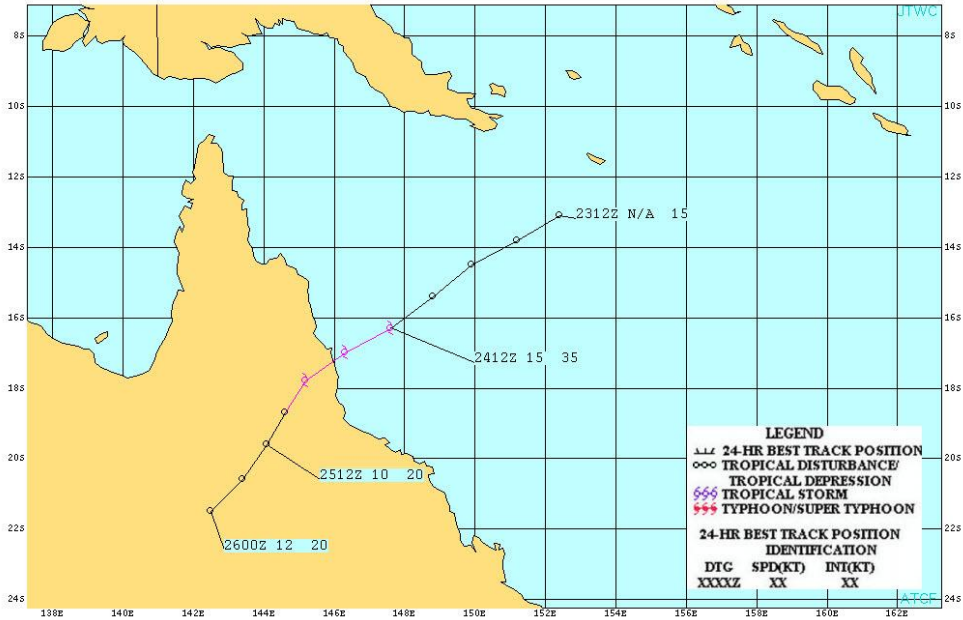 JTWC
8S 8S
10S 10S
12S 12S
2312Z N/A 15
14S 14S
16S 16S
2412Z 15 35
18S 18S
20S 20S
2512Z 10 20
22S 22S
2600Z 12 20
24S 24S
LEGEND
24-HR BEST TRACK POSITION
TROPICAL DISTURBANCE/
TROPICAL DEPRESSION
TROPICAL STORM
TYPHOON/SUPER TYPHOON
24-HR BEST TRACK POSITION
IDENTIFICATION
DTG SPD(KT) INT(KT)
XXXXZ XX XX
ATCF
138E 140E 142E 144E 146E 148E 150E 152E 154E 156E 158E 160E 162E